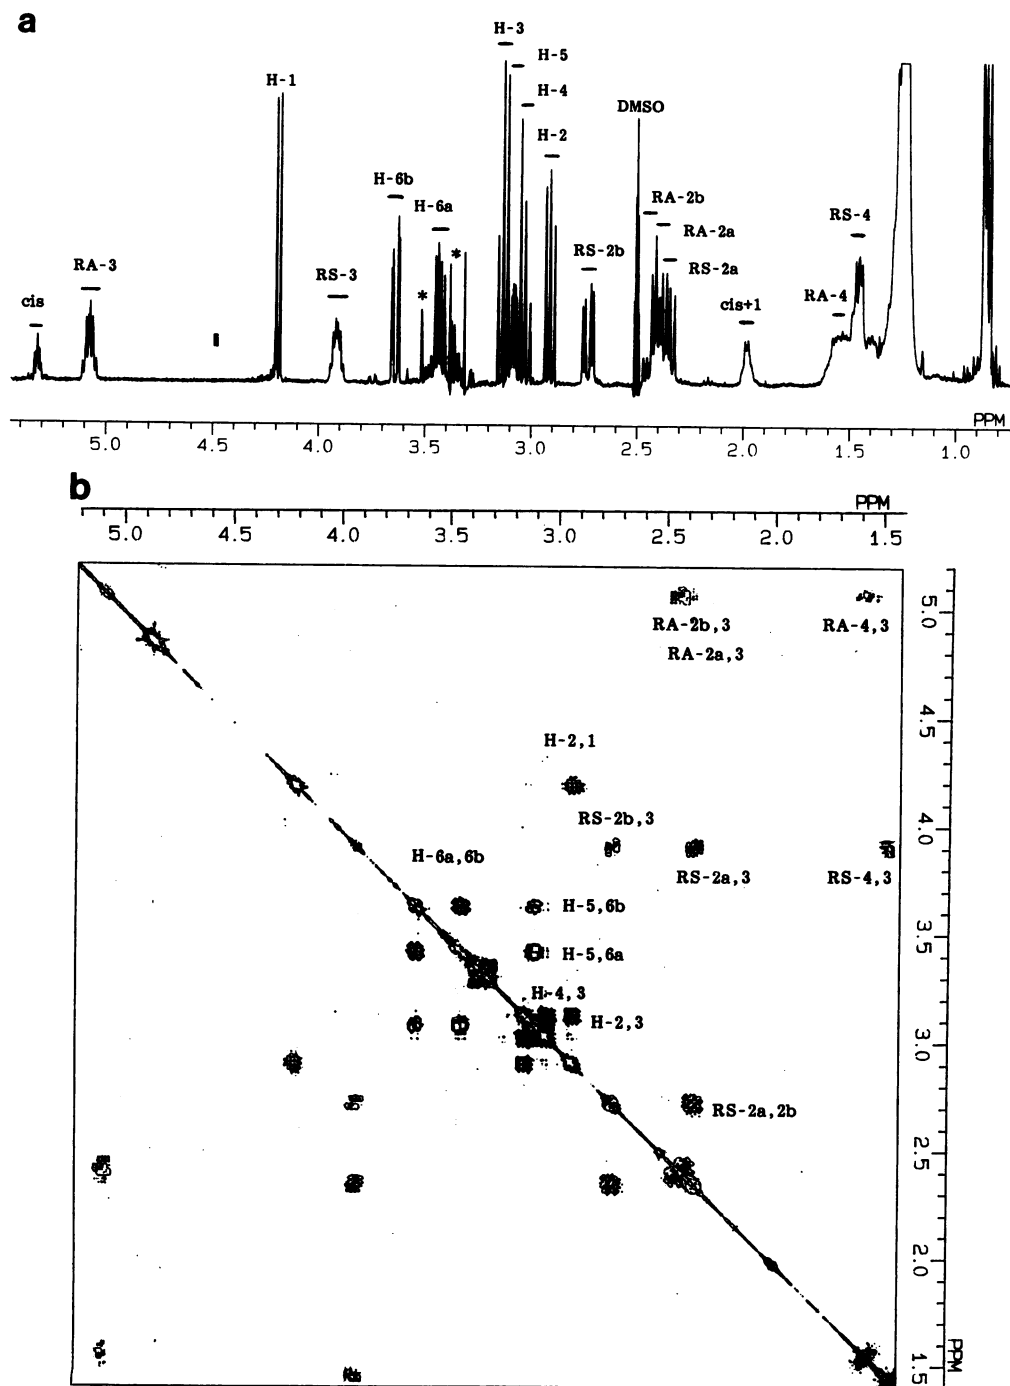 a
H-3
H-5
H-1
H-4
DMSO
H-2
H-6b
RA-2b
H-6a
RS-4
RA-2a
RA-3
RS-3
*
RS-2b
RS-2a
*
cis
cis+1
RA-4
PPM
5.0 4.5 4.0 3.5 3.0 2.5 2.0 1.5 1.0
b
PPM
5.0 4.5 4.0 3.5 3.0 2.5 2.0 1.5
5.0
RA-2b,3 RA-4,3
RA-2a,3
4.5
H-2,1
RS-2b,3
4.0
H-6a,6b
RS-2a,3 RS-4,3
H-5,6b
3.5
H-5,6a
H-4,3
H-2,3
3.0
RS-2a,2b
2.5
2.0
PPM
1.5